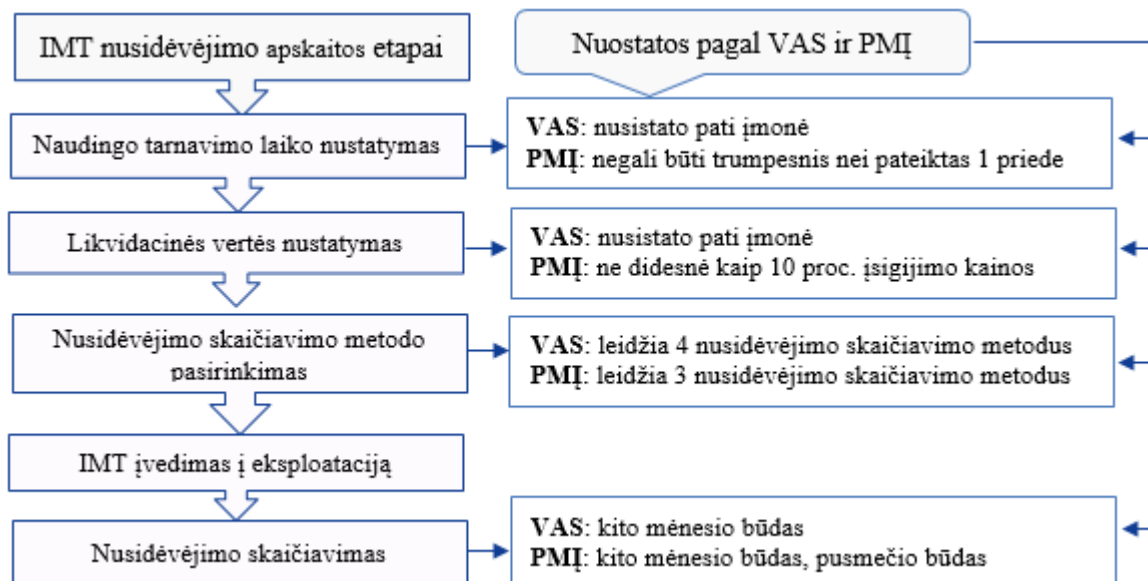 IMT nusidėvėjimo apskaitos etapai
Nuostatos pagal VAS ir PMĮ
Naudingo tarnavimo laiko nustatymas
VAS: nusistato pati įmonė
PMĮ: negali būti trumpesnis nei pateiktas 1 priede
Likvidacinės vertės nustatymas
VAS: nusistato pati įmonė
PMĮ: ne didesnė kaip 10 proc. įsigijimo kainos
Nusidėvėjimo skaičiavimo metodo
pasirinkimas
VAS: leidžia 4 nusidėvėjimo skaičiavimo metodus
PMĮ: leidžia 3 nusidėvėjimo skaičiavimo metodus
IMT įvedimas į eksploataciją
Nusidėvėjimo skaičiavimas
VAS: kito mėnesio būdas
PMĮ: kito mėnesio būdas, pusmečio būdas